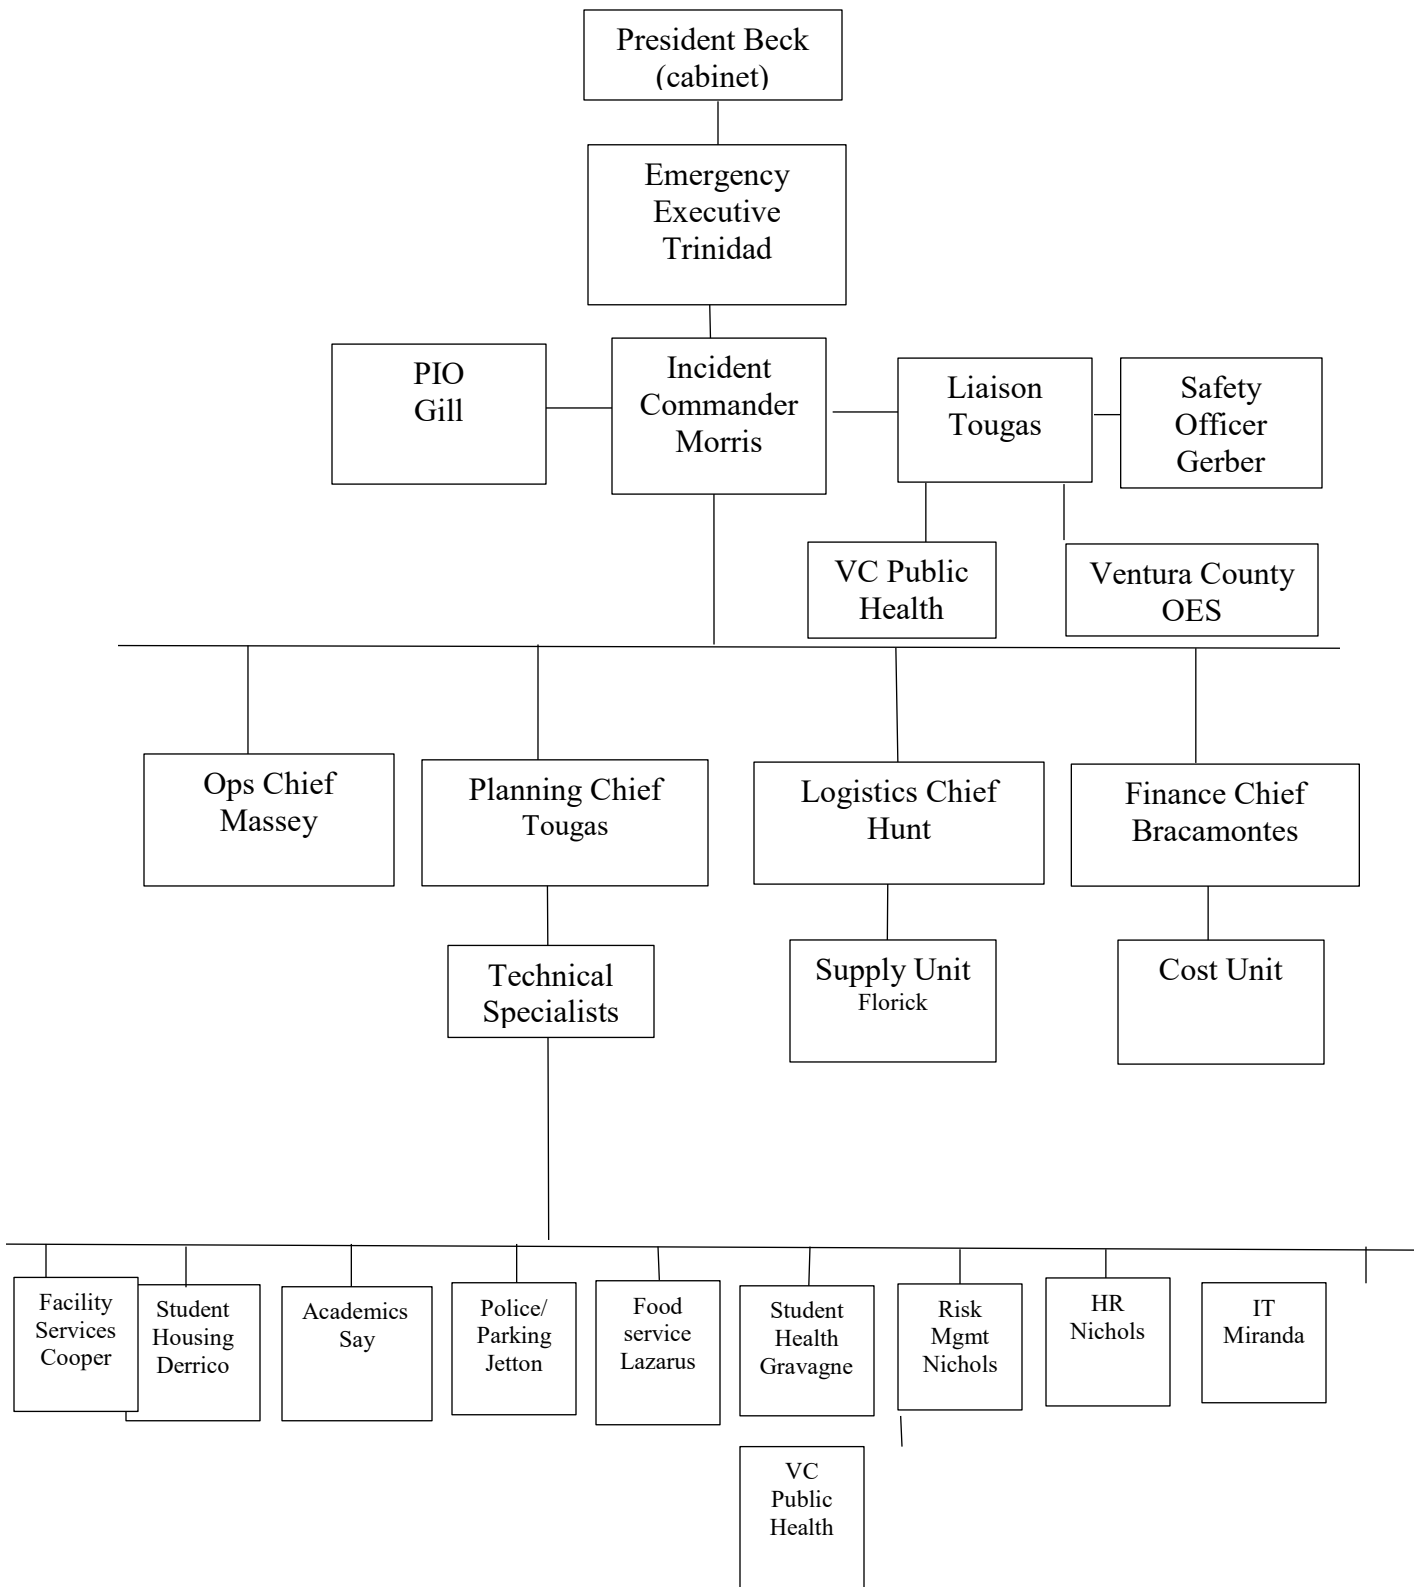 President Beck
(cabinet)
Emergency
Executive
Trinidad
PIO
Gill
Incident
Commander
Morris
Liaison
Tougas
Safety
Officer
Gerber
VC Public
Health
Ventura County
OES
Ops Chief
Massey
Planning Chief
Tougas
Logistics Chief
Hunt
Finance Chief
Bracamontes
Technical
Specialists
Supply Unit
Florick
Cost Unit
Facility
Services
Cooper
Student
Housing
Derrico
Academics
Say
Police/
Parking
Jetton
Food
service
Lazarus
Student
Health
Gravagne
Risk
Mgmt
Nichols
HR
Nichols
IT
Miranda
VC
Public
Health